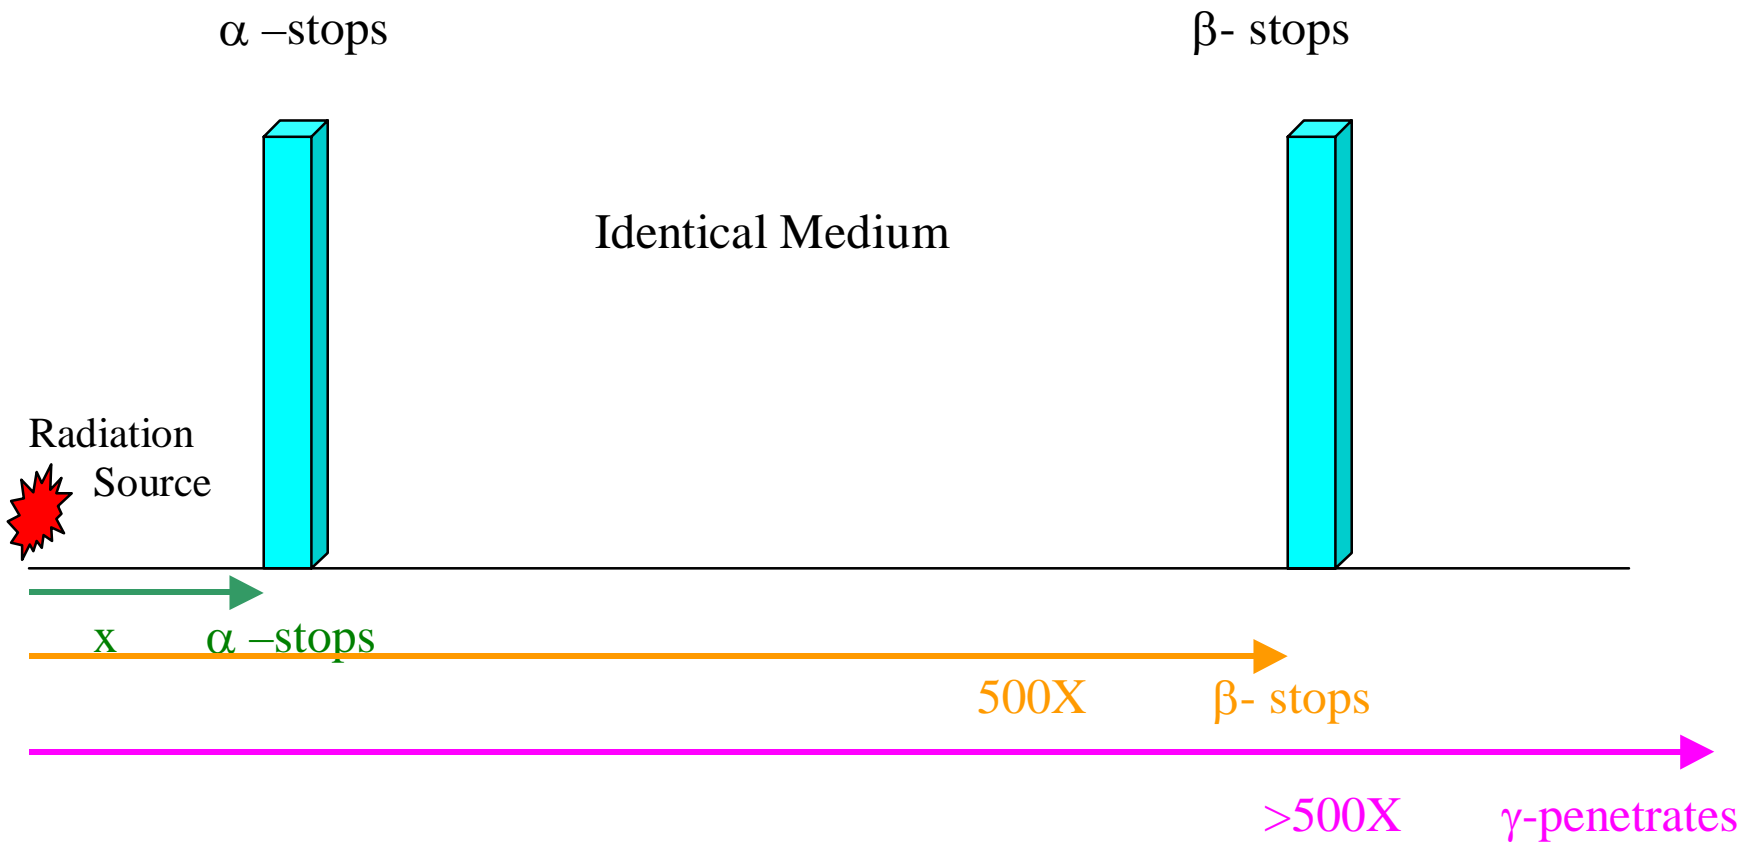 α –stops
β- stops
Identical Medium
Radiation
Source
x α –stops
500X β- stops
>500X γ-penetrates